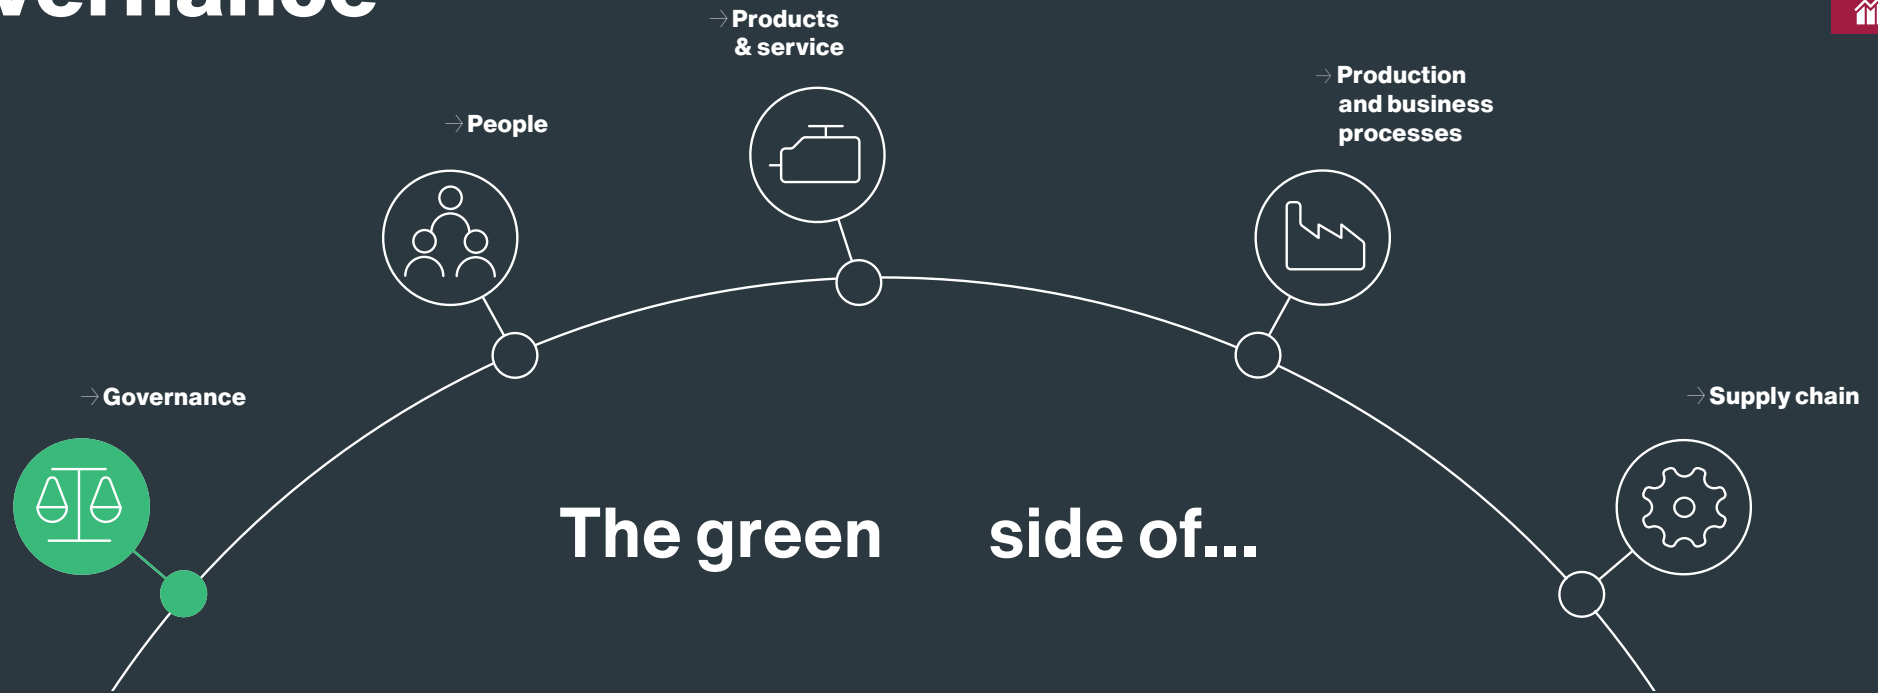 → Products
& service
→ Production
and business
processes
→ People
→ Governance
→ Supply chain
The green side of...